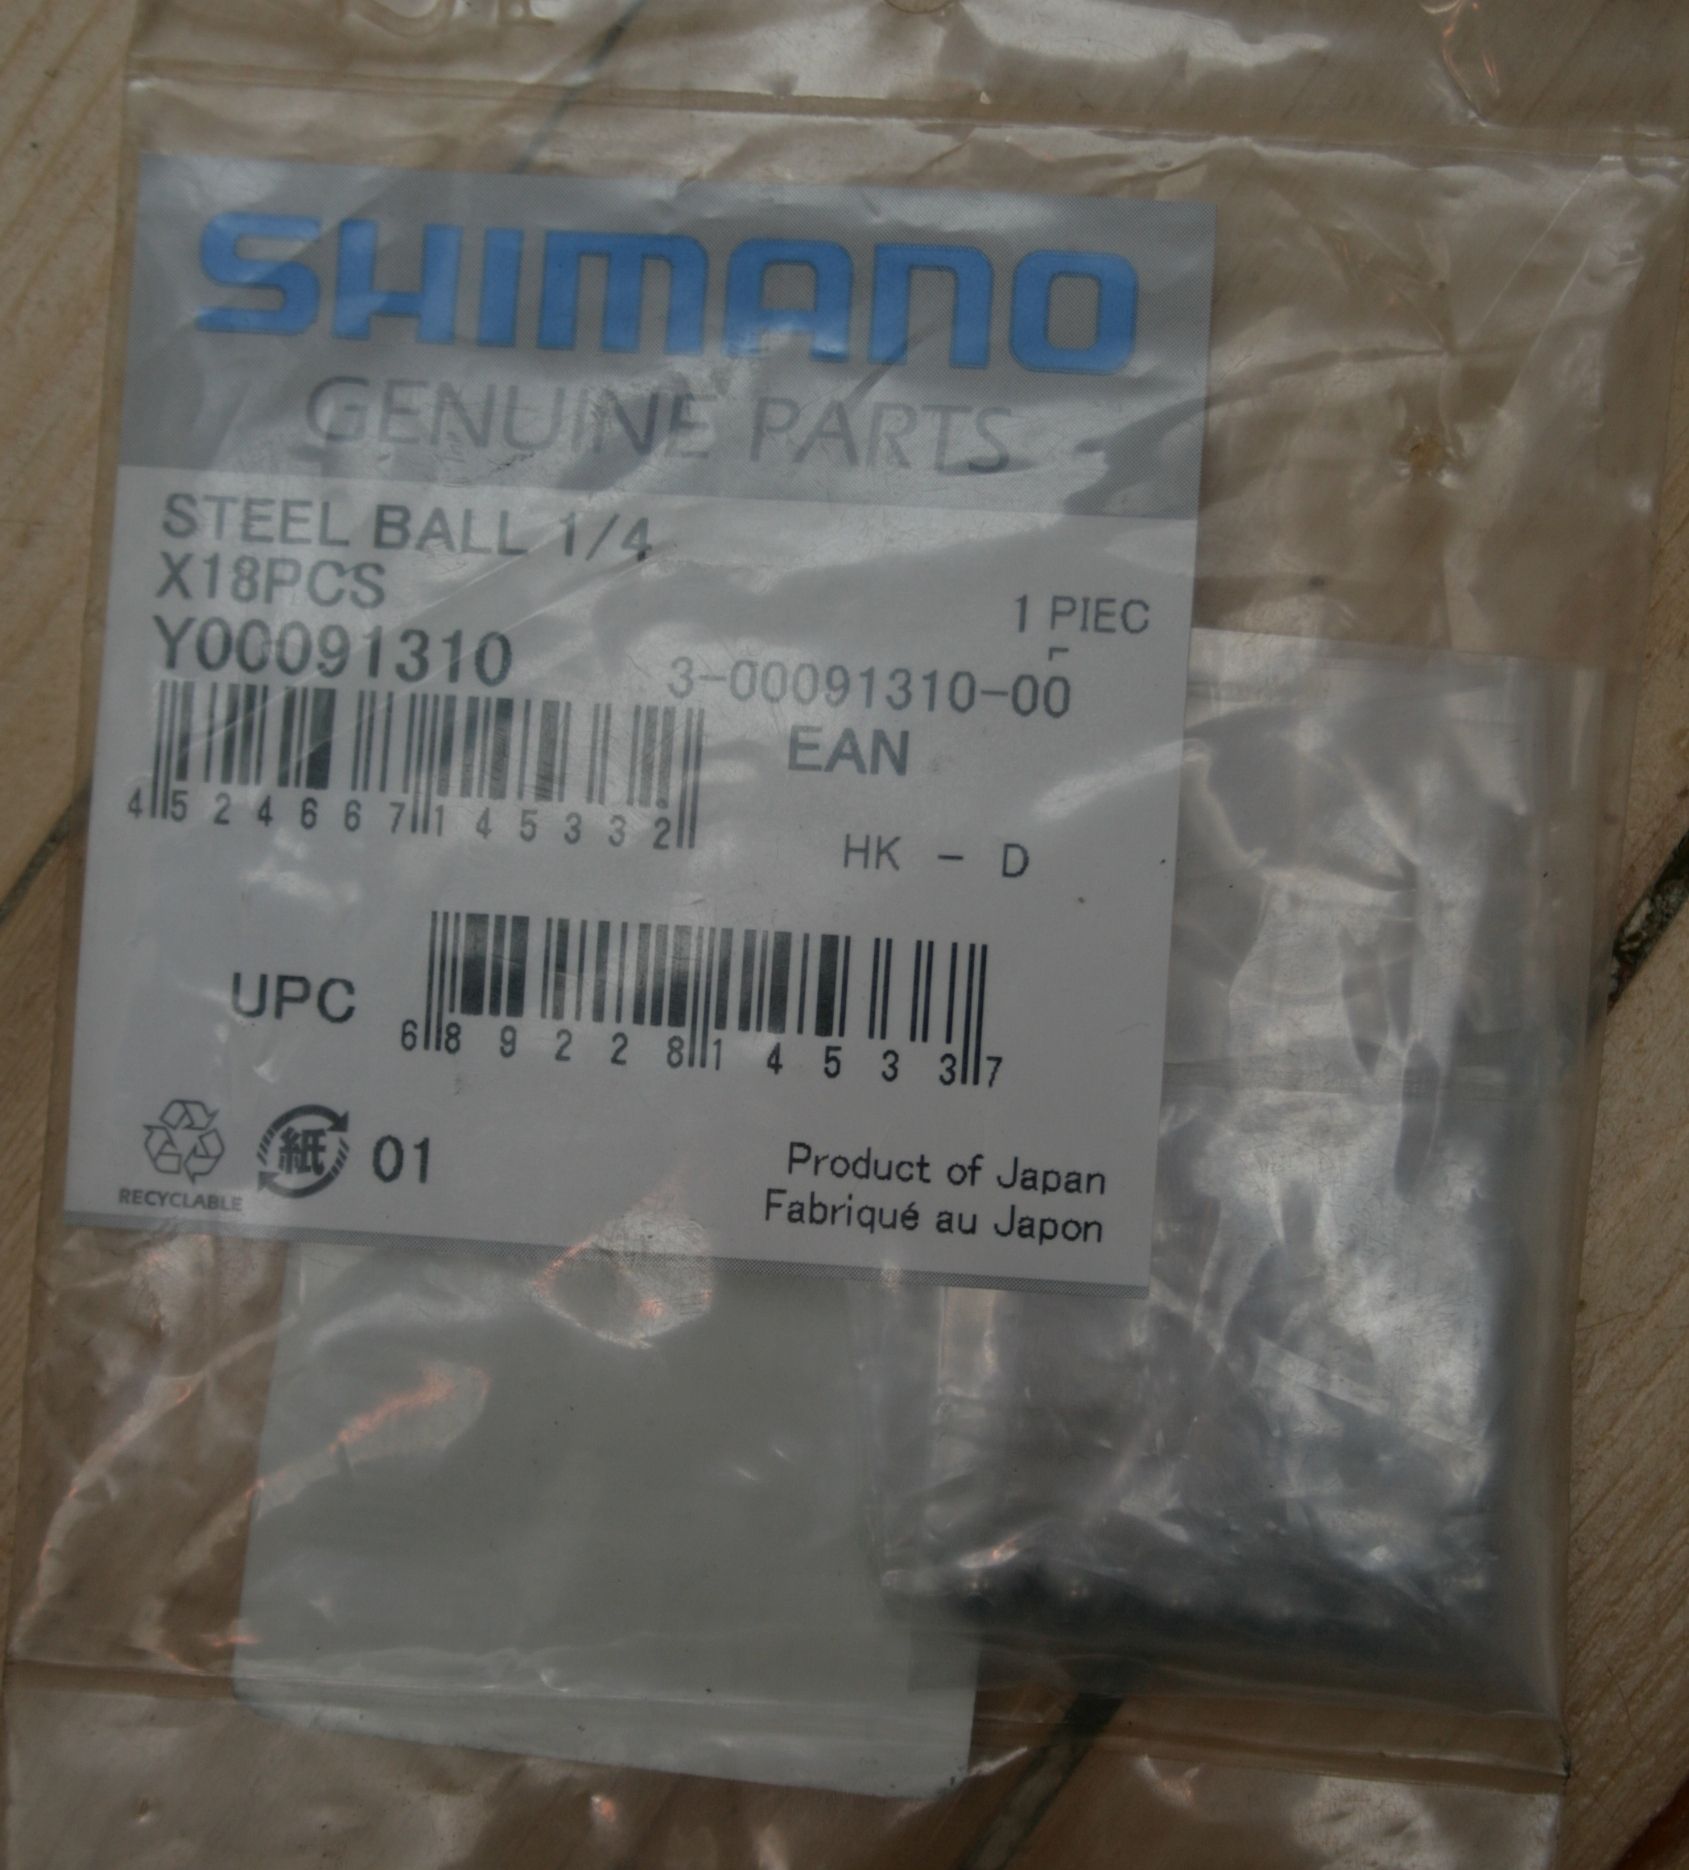 SHIMANO
GENUINE PARTS
STEEL BALL 1/4
X18PCS
1 PIEC
Y00091310
3-00091310-00
EAN
4 524667 145332
HK - D
UPC
6 89228 14533 7
RECYCLABLE
紙
01
Product of Japan
Fabriqué au Japon